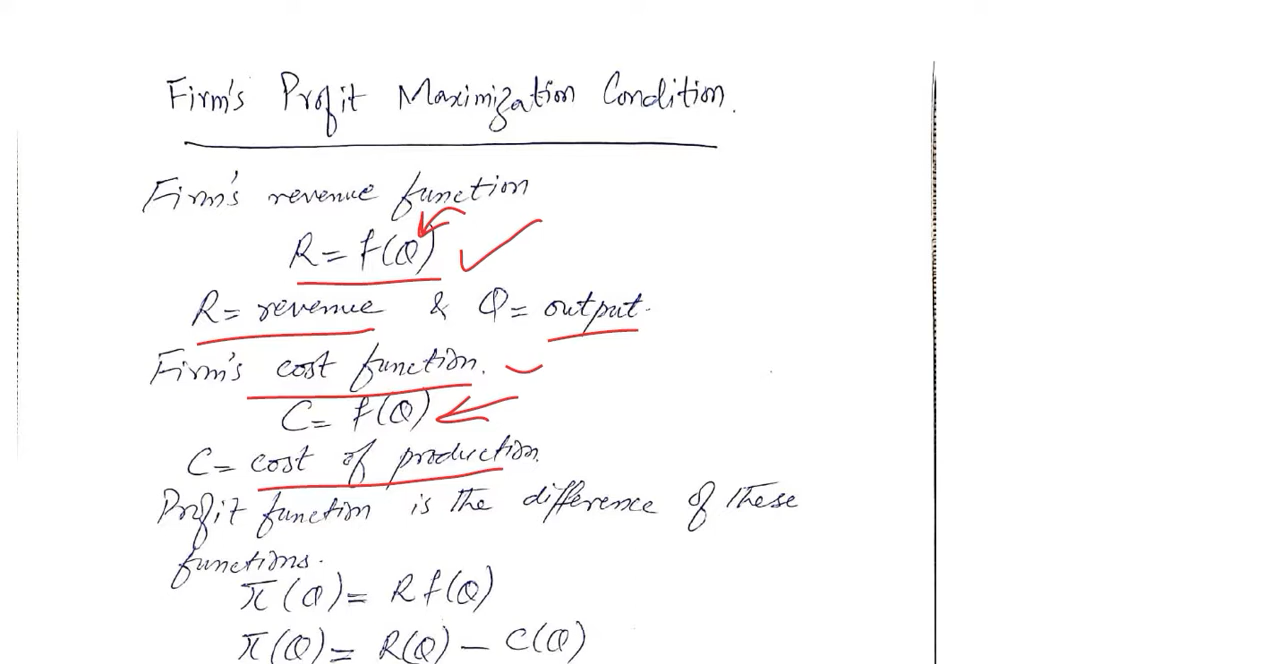 Firm's Profit Maximization Condition.
Firm's revenue function
R = f(Q)
R = revenue & Q = output.
Firm's cost function.
C = f(Q)
C = cost of production.
Profit function is the difference of these
functions.
π(Q) = R f(Q)
π(Q) = R(Q) - C(Q)